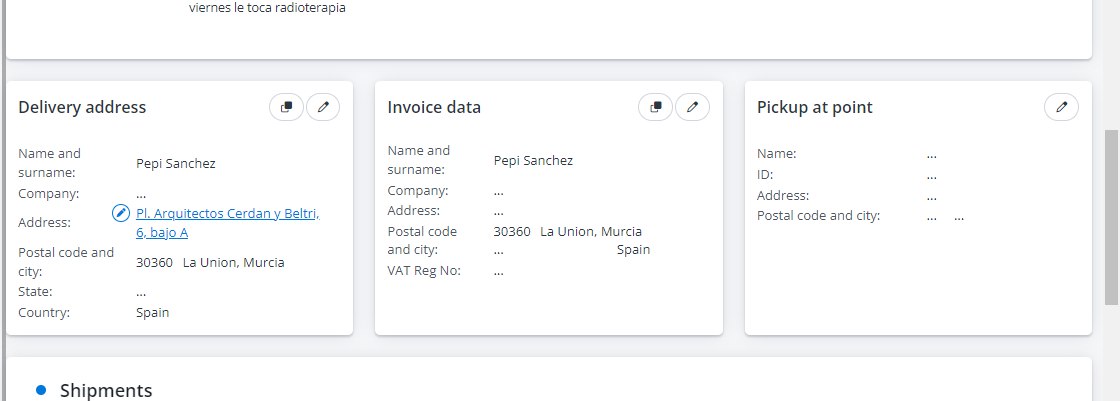 viernes le toca radioterapia
Delivery address
Name and surname: Pepi Sanchez
Company: ...
Address: Pl. Arquitectos Cerdan y Beltri,
6, bajo A
Postal code and city: 30360 La Union, Murcia
State: ...
Country: Spain
Invoice data
Name and surname: Pepi Sanchez
Company: ...
Address: ...
Postal code and city: 30360 La Union, Murcia
... Spain
VAT Reg No: ...
Pickup at point
Name: ...
ID: ...
Address: ...
Postal code and city: ... ...
Shipments